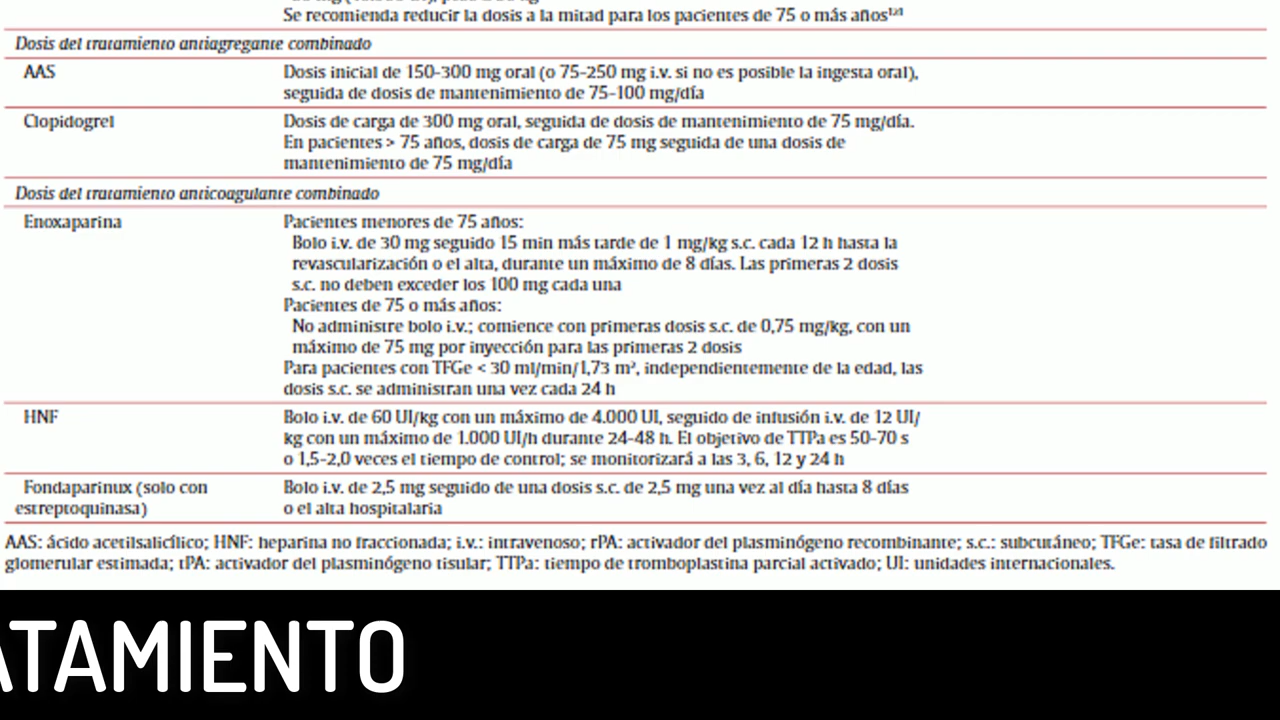 Se recomienda reducir la dosis a la mitad para los pacientes de 75 o más años¹²¹
Dosis del tratamiento antiagregante combinado
AAS
Dosis inicial de 150-300 mg oral (o 75-250 mg i.v. si no es posible la ingesta oral),
seguida de dosis de mantenimiento de 75-100 mg/día
Clopidogrel
Dosis de carga de 300 mg oral, seguida de dosis de mantenimiento de 75 mg/día.
En pacientes > 75 años, dosis de carga de 75 mg seguida de una dosis de
mantenimiento de 75 mg/día
Dosis del tratamiento anticoagulante combinado
Enoxaparina
Pacientes menores de 75 años:
Bolo i.v. de 30 mg seguido 15 min más tarde de 1 mg/kg s.c. cada 12 h hasta la
revascularización o el alta, durante un máximo de 8 días. Las primeras 2 dosis
s.c. no deben exceder los 100 mg cada una
Pacientes de 75 o más años:
No administre bolo i.v.; comience con primeras dosis s.c. de 0,75 mg/kg, con un
máximo de 75 mg por inyección para las primeras 2 dosis
Para pacientes con TFGe < 30 ml/min/1,73 m², independientemente de la edad, las
dosis s.c. se administran una vez cada 24 h
HNF
Bolo i.v. de 60 UI/kg con un máximo de 4.000 UI, seguido de infusión i.v. de 12 UI/
kg con un máximo de 1.000 UI/h durante 24-48 h. El objetivo de TTPa es 50-70 s
o 1,5-2,0 veces el tiempo de control; se monitorizará a las 3, 6, 12 y 24 h
Fondaparinux (solo con
estreptoquinasa)
Bolo i.v. de 2,5 mg seguido de una dosis s.c. de 2,5 mg una vez al día hasta 8 días
o el alta hospitalaria
AAS: ácido acetilsalicílico; HNF: heparina no fraccionada; i.v.: intravenoso; rPA: activador del plasminógeno recombinante; s.c.: subcutáneo; TFGe: tasa de filtrado
glomerular estimada; tPA: activador del plasminógeno tisular; TTPa: tiempo de tromboplastina parcial activado; UI: unidades internacionales.
ATAMIENTO